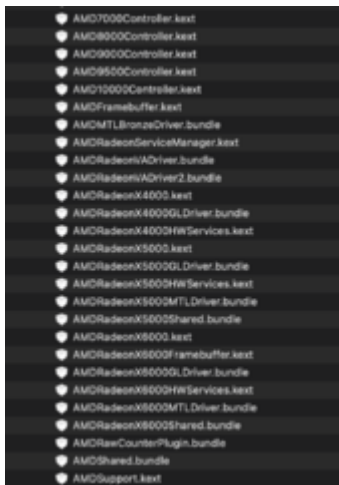 AMD7000Controller.kext
AMD8000Controller.kext
AMD9000Controller.kext
AMD9500Controller.kext
AMD10000Controller.kext
AMDFramebuffer.kext
AMDMTLBronzeDriver.bundle
AMDRadeonServiceManager.kext
AMDRadeonVADriver.bundle
AMDRadeonVADriver2.bundle
AMDRadeonX4000.kext
AMDRadeonX4000GLDriver.bundle
AMDRadeonX4000HWServices.kext
AMDRadeonX5000.kext
AMDRadeonX5000GLDriver.bundle
AMDRadeonX5000HWServices.kext
AMDRadeonX5000MTLDriver.bundle
AMDRadeonX5000Shared.bundle
AMDRadeonX6000.kext
AMDRadeonX6000Framebuffer.kext
AMDRadeonX6000GLDriver.bundle
AMDRadeonX6000HWServices.kext
AMDRadeonX6000MTLDriver.bundle
AMDRadeonX6000Shared.bundle
AMDRawCounterPlugin.bundle
AMDShared.bundle
AMDSupport.kext